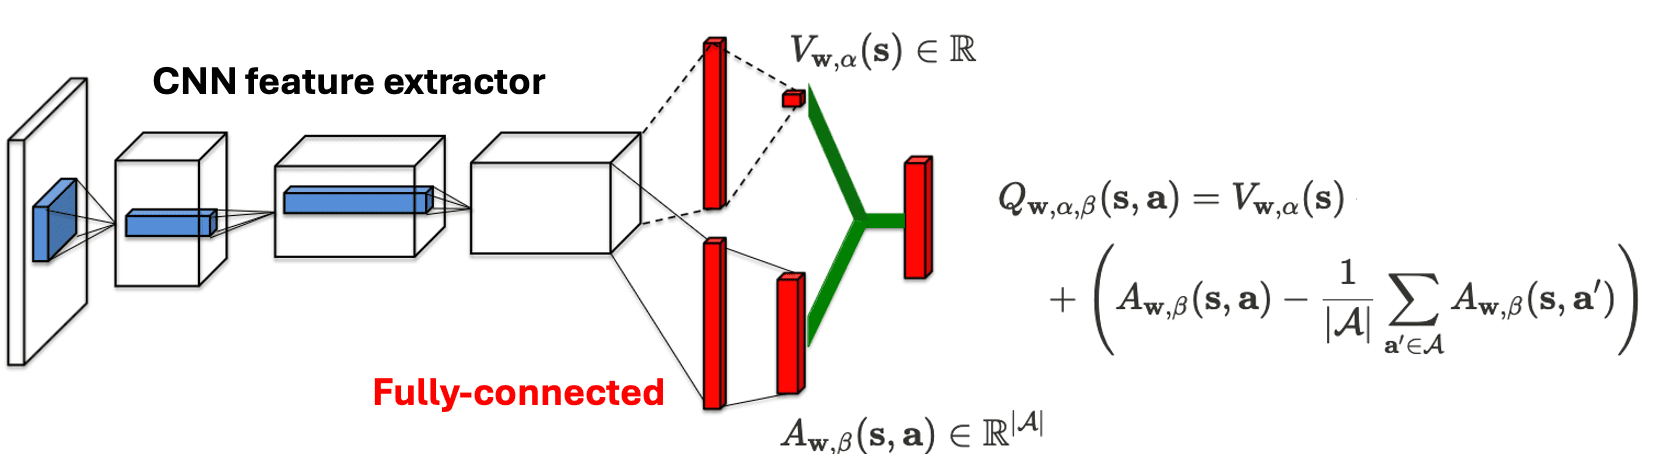 CNN feature extractor
V_{\mathbf{w},\alpha}(\mathbf{s}) \in \mathbb{R}
Q_{\mathbf{w},\alpha,\beta}(\mathbf{s}, \mathbf{a}) = V_{\mathbf{w},\alpha}(\mathbf{s})
+ \left( A_{\mathbf{w},\beta}(\mathbf{s}, \mathbf{a}) - \frac{1}{|\mathcal{A}|} \sum_{\mathbf{a}' \in \mathcal{A}} A_{\mathbf{w},\beta}(\mathbf{s}, \mathbf{a}') \right)
Fully-connected
A_{\mathbf{w},\beta}(\mathbf{s}, \mathbf{a}) \in \mathbb{R}^{|\mathcal{A}|}